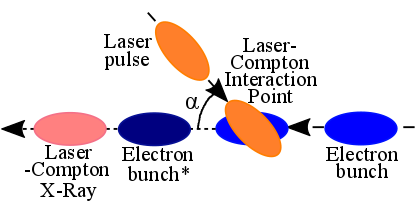 Laser
pulse
Laser-
Compton
Interaction
Point
α
Laser
-Compton
X-Ray
Electron
bunch*
Electron
bunch